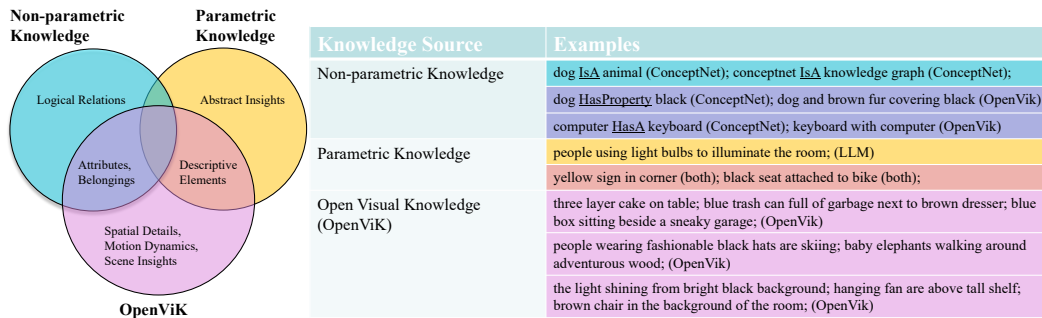 Non-parametric
Knowledge
Parametric
Knowledge
Logical Relations
Abstract Insights
Attributes,
Belongings
Descriptive
Elements
Spatial Details,
Motion Dynamics,
Scene Insights
OpenViK
Knowledge Source
Examples
Non-parametric Knowledge
dog IsA animal (ConceptNet); conceptnet IsA knowledge graph (ConceptNet);
dog HasProperty black (ConceptNet); dog and brown fur covering black (OpenVik)
computer HasA keyboard (ConceptNet); keyboard with computer (OpenVik)
Parametric Knowledge
people using light bulbs to illuminate the room; (LLM)
yellow sign in corner (both); black seat attached to bike (both);
Open Visual Knowledge
(OpenViK)
three layer cake on table; blue trash can full of garbage next to brown dresser; blue
box sitting beside a sneaky garage; (OpenVik)
people wearing fashionable black hats are skiing; baby elephants walking around
adventurous wood; (OpenVik)
the light shining from bright black background; hanging fan are above tall shelf;
brown chair in the background of the room; (OpenVik)